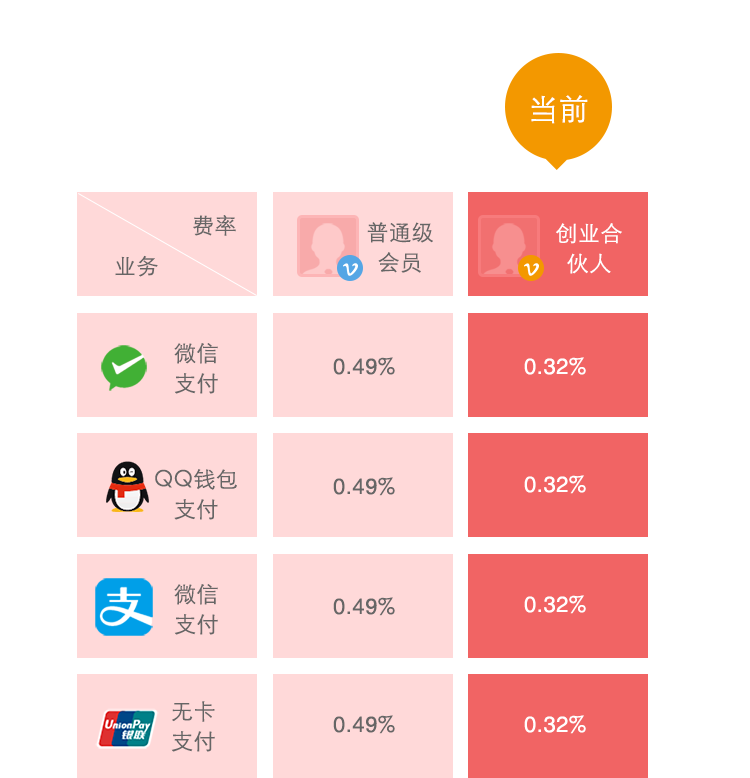 当前
费率
业务
普通级
会员
创业合
伙人
微信
支付
0.49%
0.32%
QQ钱包
支付
0.49%
0.32%
支
微信
支付
0.49%
0.32%
UnionPay
银联
无卡
支付
0.49%
0.32%